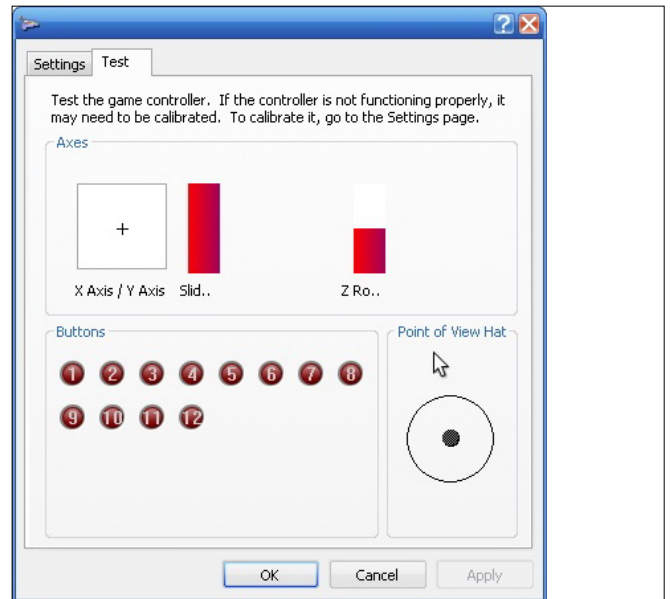 Settings Test
Test the game controller. If the controller is not functioning properly, it
may need to be calibrated. To calibrate it, go to the Settings page.
Axes
X Axis / Y Axis Slid.. Z Ro..
Buttons
1 2 3 4 5 6 7 8
9 10 11 12
Point of View Hat
OK Cancel Apply